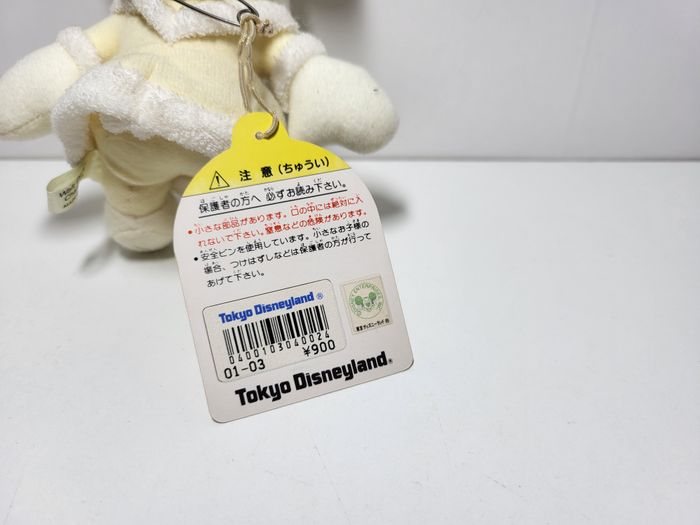 注意(ちゅうい)
保護者の方へ 必ずお読み下さい。
•小さな部品があります。口の中には絶対に入
れないで下さい。窒息などの危険があります。
•安全ピンを使用しています。小さなお子様の
場合、つけはずしなどは保護者の方が行って
あげて下さい。
Tokyo Disneyland®
0400103040024
01-03 ¥900
Tokyo Disneyland®